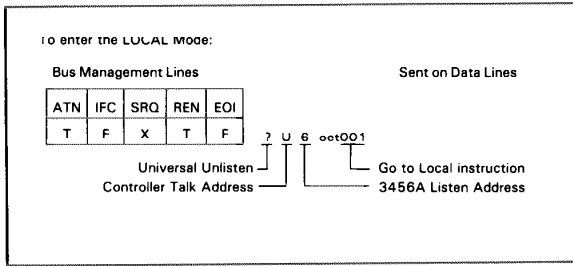 To enter the LOCAL Mode:
Bus Management Lines
Sent on Data Lines
ATN IFC SRQ REN EOI
T F X T F
? U 6 oct001
Universal Unlisten
Go to Local instruction
Controller Talk Address
3456A Listen Address